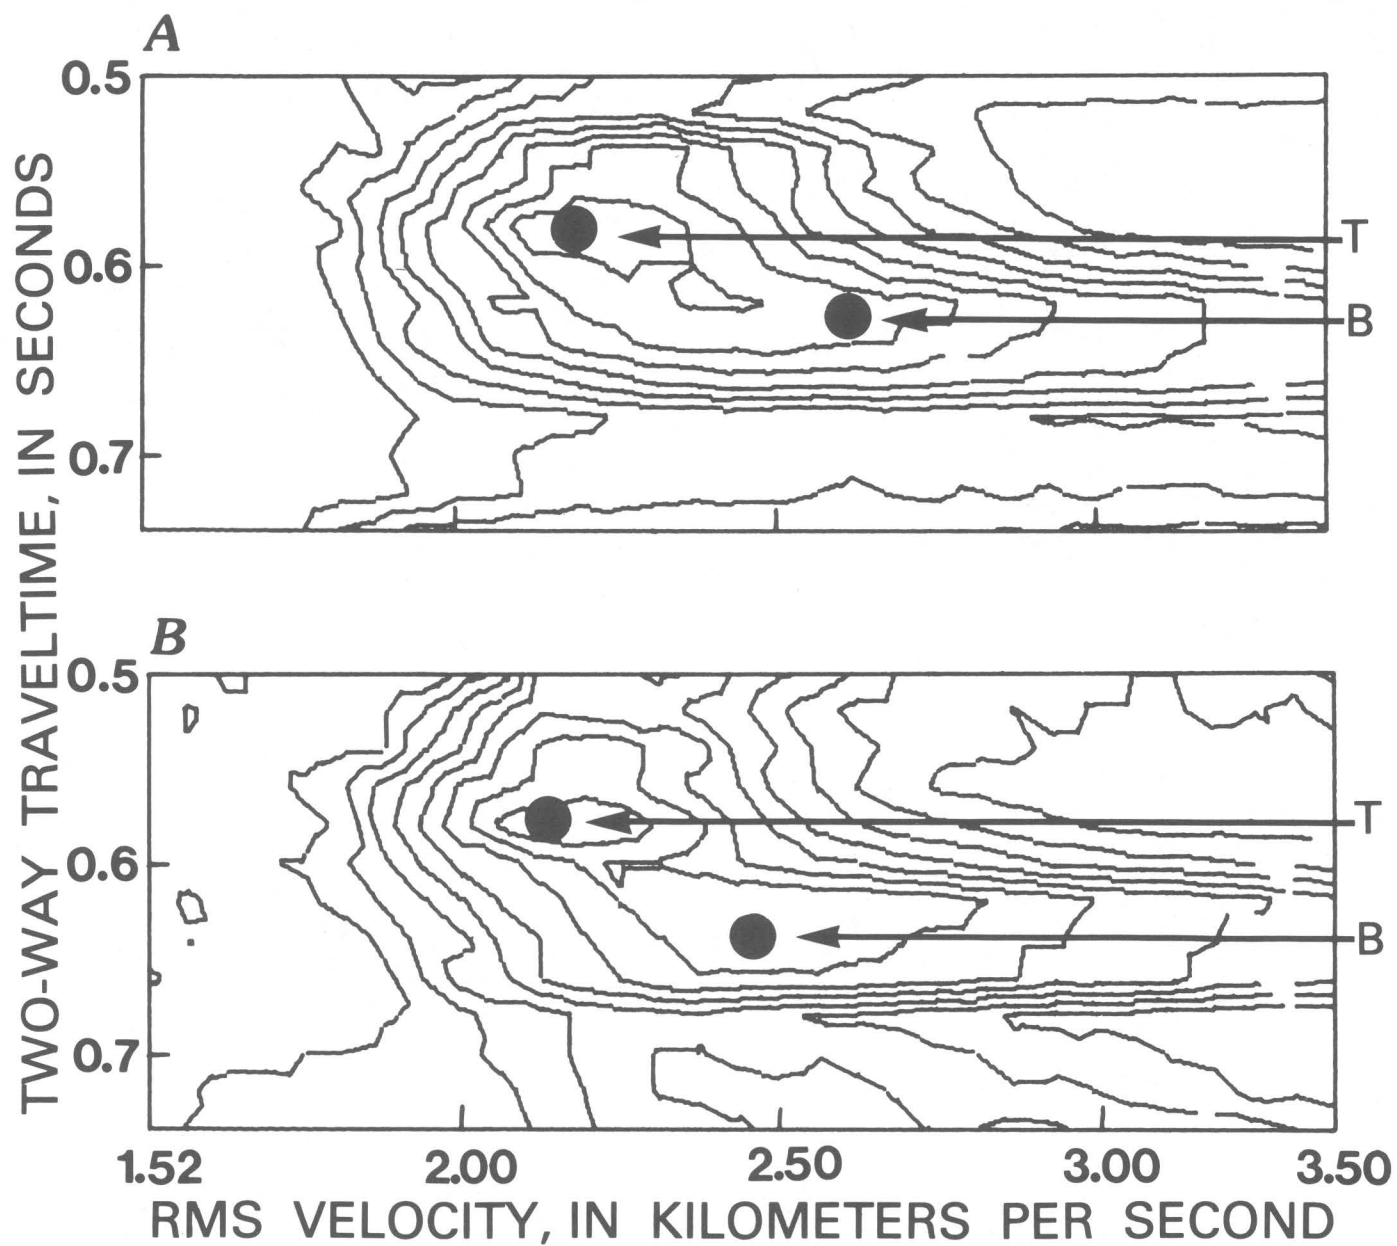 A
0.5
0.6
0.7
T
B
TWO-WAY TRAVELTIME, IN SECONDS
B
0.5
0.6
0.7
T
B
1.52 2.00 2.50 3.00 3.50
RMS VELOCITY, IN KILOMETERS PER SECOND